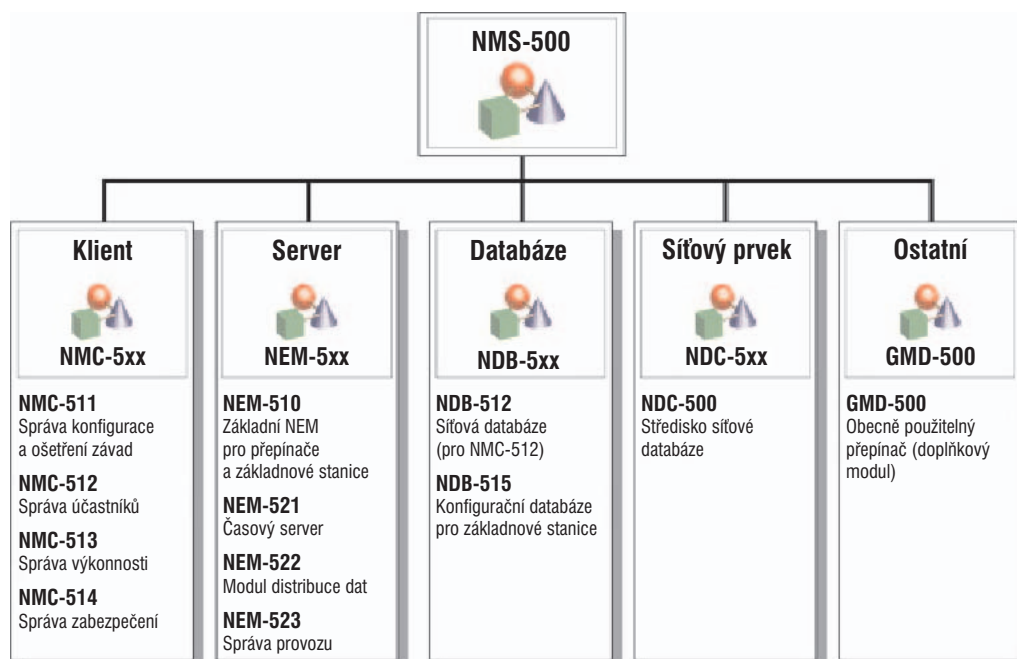 NMS-500
Klient
NMC-5xx
NMC-511
Správa konfigurace
a ošetření závad
NMC-512
Správa účastníků
NMC-513
Správa výkonnosti
NMC-514
Správa zabezpečení
Server
NEM-5xx
NEM-510
Základní NEM
pro přepínače
a základnové stanice
NEM-521
Časový server
NEM-522
Modul distribuce dat
NEM-523
Správa provozu
Databáze
NDB-5xx
NDB-512
Síťová databáze
(pro NMC-512)
NDB-515
Konfigurační databáze
pro základnové stanice
Síťový prvek
NDC-5xx
NDC-500
Středisko síťové
databáze
Ostatní
GMD-500
GMD-500
Obecně použitelný
přepínač (doplňkový
modul)